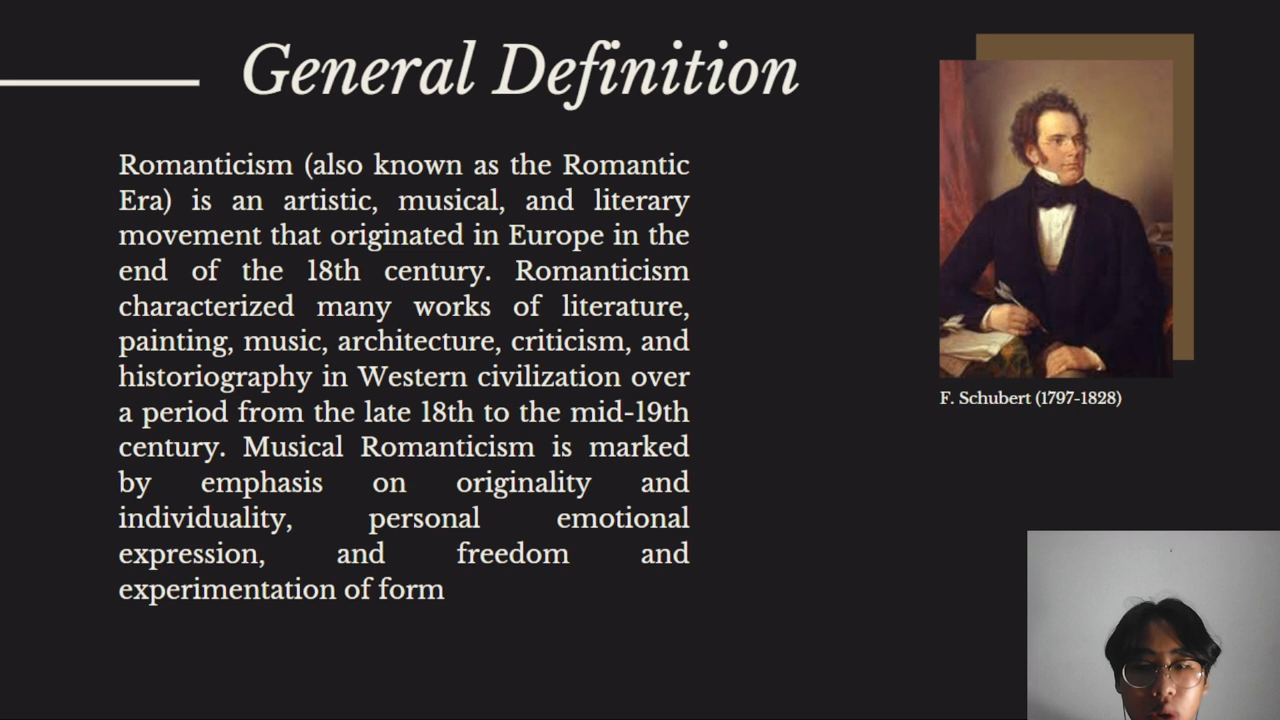 General Definition
Romanticism (also known as the Romantic
Era) is an artistic, musical, and literary
movement that originated in Europe in the
end of the 18th century. Romanticism
characterized many works of literature,
painting, music, architecture, criticism, and
historiography in Western civilization over
a period from the late 18th to the mid-19th
century. Musical Romanticism is marked
by emphasis on originality and
individuality, personal emotional
expression, and freedom and
experimentation of form
F. Schubert (1797-1828)